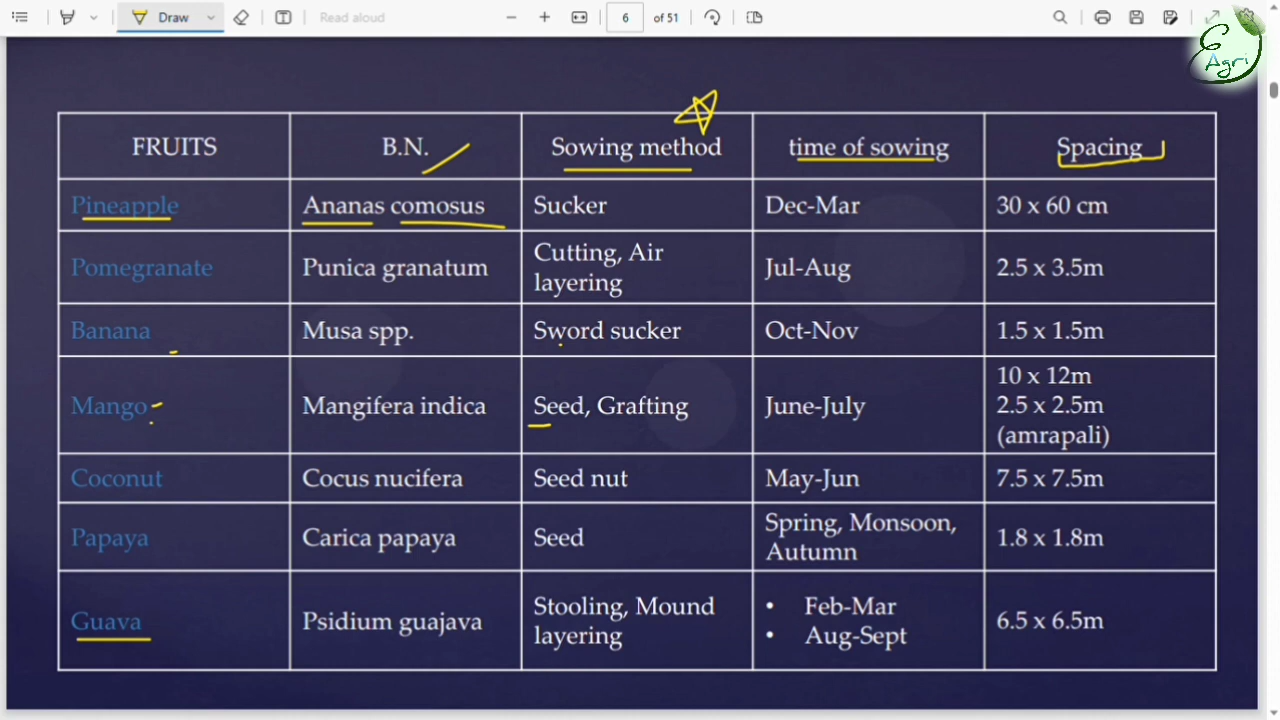 Draw
Read aloud
6
of 51
E
Agri
FRUITS
B.N.
Sowing method
time of sowing
Spacing
Pineapple
Ananas comosus
Sucker
Dec-Mar
30 x 60 cm
Pomegranate
Punica granatum
Cutting, Air
layering
Jul-Aug
2.5 x 3.5m
Banana
Musa spp.
Sword sucker
Oct-Nov
1.5 x 1.5m
Mango
Mangifera indica
Seed, Grafting
June-July
10 x 12m
2.5 x 2.5m
(amrapali)
Coconut
Cocus nucifera
Seed nut
May-Jun
7.5 x 7.5m
Papaya
Carica papaya
Seed
Spring, Monsoon,
Autumn
1.8 x 1.8m
Guava
Psidium guajava
Stooling, Mound
layering
• Feb-Mar
• Aug-Sept
6.5 x 6.5m